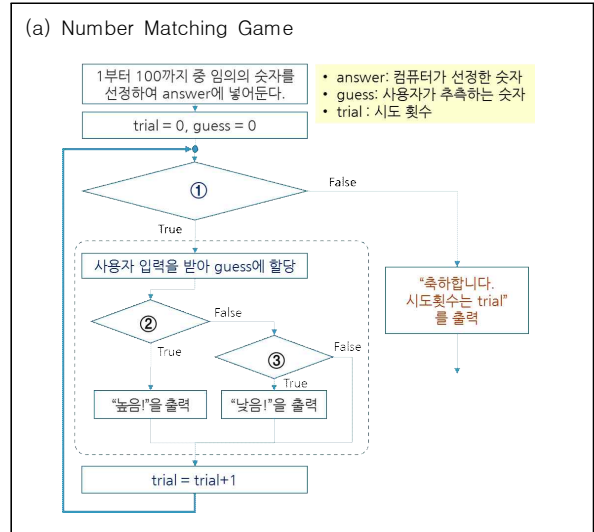 (a) Number Matching Game
1부터 100까지 중 임의의 숫자를
선정하여 answer에 넣어둔다.
• answer: 컴퓨터가 선정한 숫자
• guess: 사용자가 추측하는 숫자
• trial : 시도 횟수
trial = 0, guess = 0
①
False
True
사용자 입력을 받아 guess에 할당
"축하합니다.
시도횟수는 trial"
를 출력
②
False
True
③
False
True
"높음!"을 출력
"낮음!"을 출력
trial = trial+1